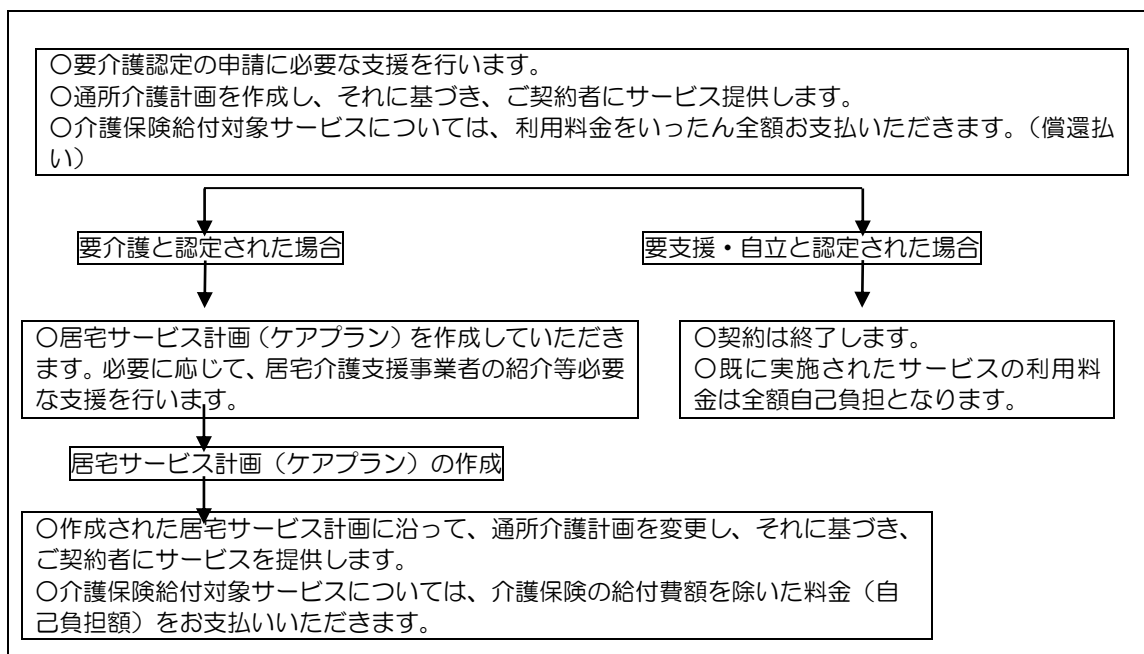 〇要介護認定の申請に必要な支援を行います。
〇通所介護計画を作成し、それに基づき、ご契約者にサービス提供します。
〇介護保険給付対象サービスについては、利用料金をいったん全額お支払いただきます。（償還払
い）
要介護と認定された場合
要支援・自立と認定された場合
〇居宅サービス計画（ケアプラン）を作成していただき
ます。必要に応じて、居宅介護支援事業者の紹介等必要
な支援を行います。
〇契約は終了します。
〇既に実施されたサービスの利用料
金は全額自己負担となります。
居宅サービス計画（ケアプラン）の作成
〇作成された居宅サービス計画に沿って、通所介護計画を変更し、それに基づき、
ご契約者にサービスを提供します。
〇介護保険給付対象サービスについては、介護保険の給付費額を除いた料金（自
己負担額）をお支払いいただきます。